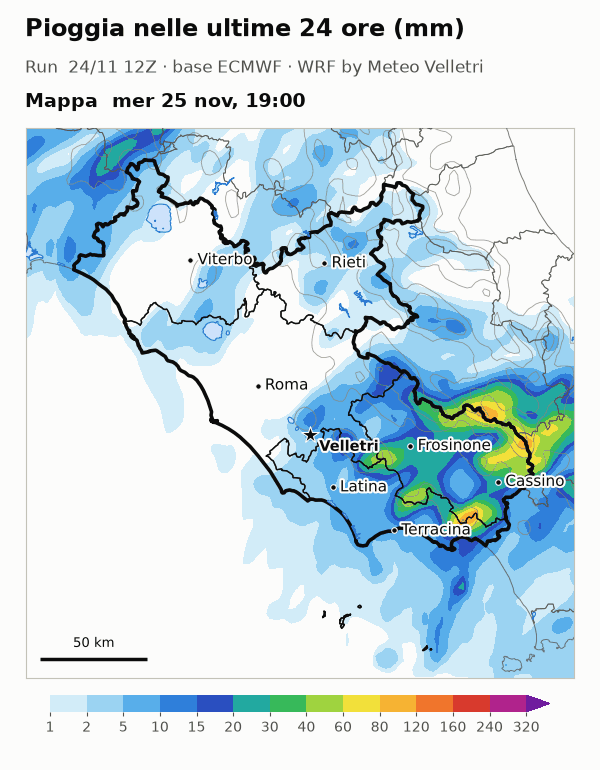 Pioggia nelle ultime 24 ore (mm)
Run  24/11 12Z · base ECMWF · WRF by Meteo Velletri
Mappa  mer 25 nov, 19:00
Viterbo
Rieti
Roma
Velletri
Frosinone
Latina
Cassino
Terracina
50 km
1 2 5 10 15 20 30 40 60 80 120 160 240 320